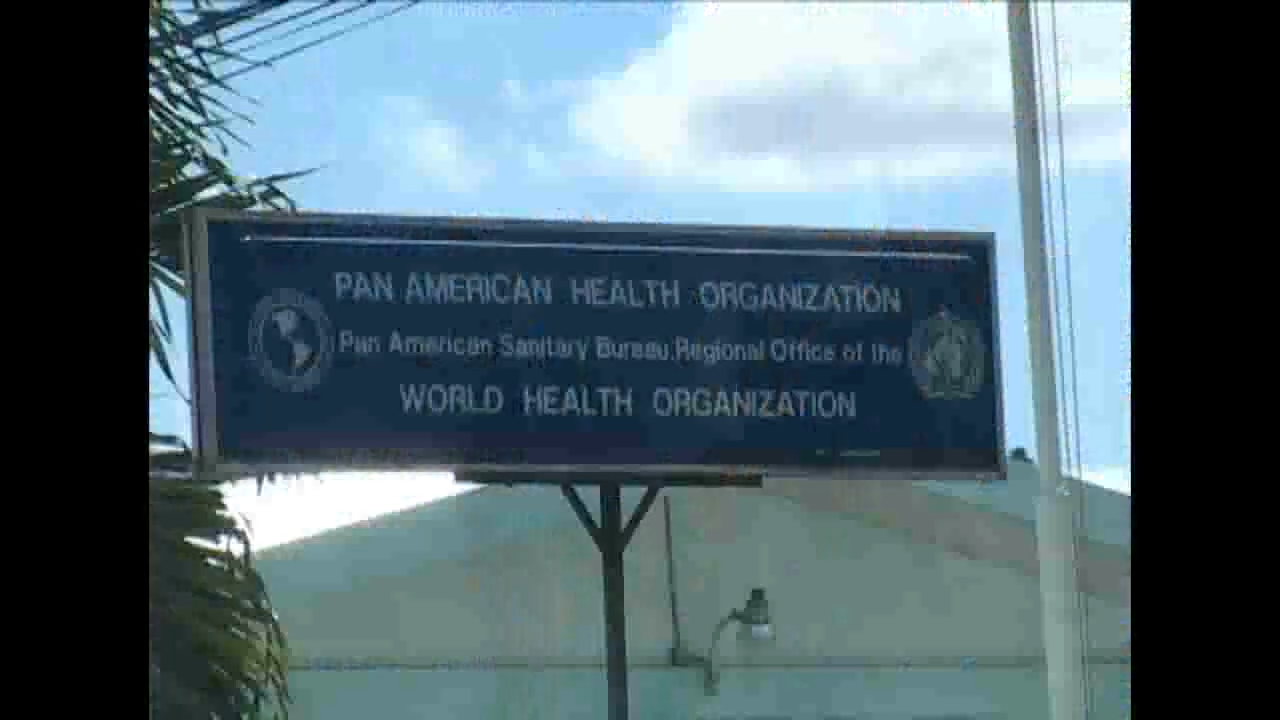 PAN AMERICAN HEALTH ORGANIZATION
Pan American Sanitary Bureau, Regional Office of the
WORLD HEALTH ORGANIZATION